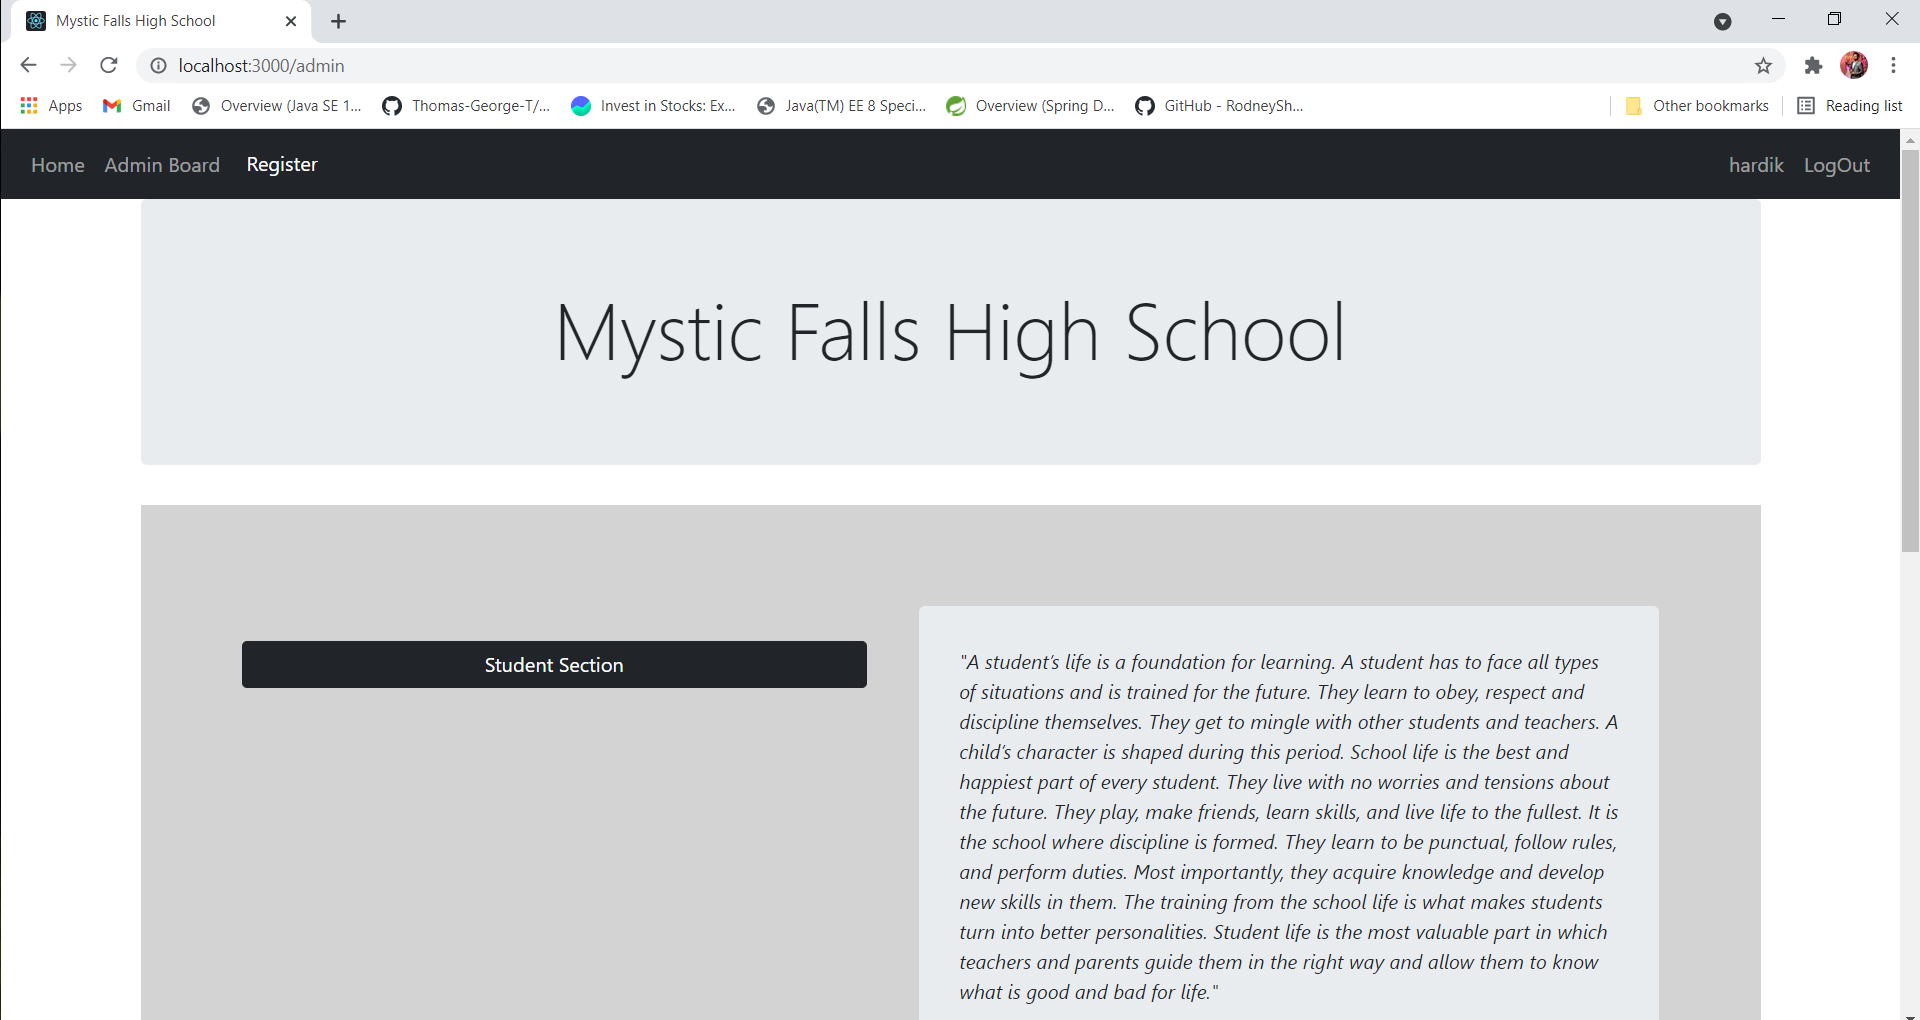 Mystic Falls High School
localhost:3000/admin
Apps Gmail Overview (Java SE 1... Thomas-George-T/... Invest in Stocks: Ex... Java(TM) EE 8 Speci... Overview (Spring D... GitHub - RodneySh... Other bookmarks Reading list
Home Admin Board Register hardik LogOut
Mystic Falls High School
Student Section
"A student’s life is a foundation for learning. A student has to face all types
of situations and is trained for the future. They learn to obey, respect and
discipline themselves. They get to mingle with other students and teachers. A
child’s character is shaped during this period. School life is the best and
happiest part of every student. They live with no worries and tensions about
the future. They play, make friends, learn skills, and live life to the fullest. It is
the school where discipline is formed. They learn to be punctual, follow rules,
and perform duties. Most importantly, they acquire knowledge and develop
new skills in them. The training from the school life is what makes students
turn into better personalities. Student life is the most valuable part in which
teachers and parents guide them in the right way and allow them to know
what is good and bad for life."